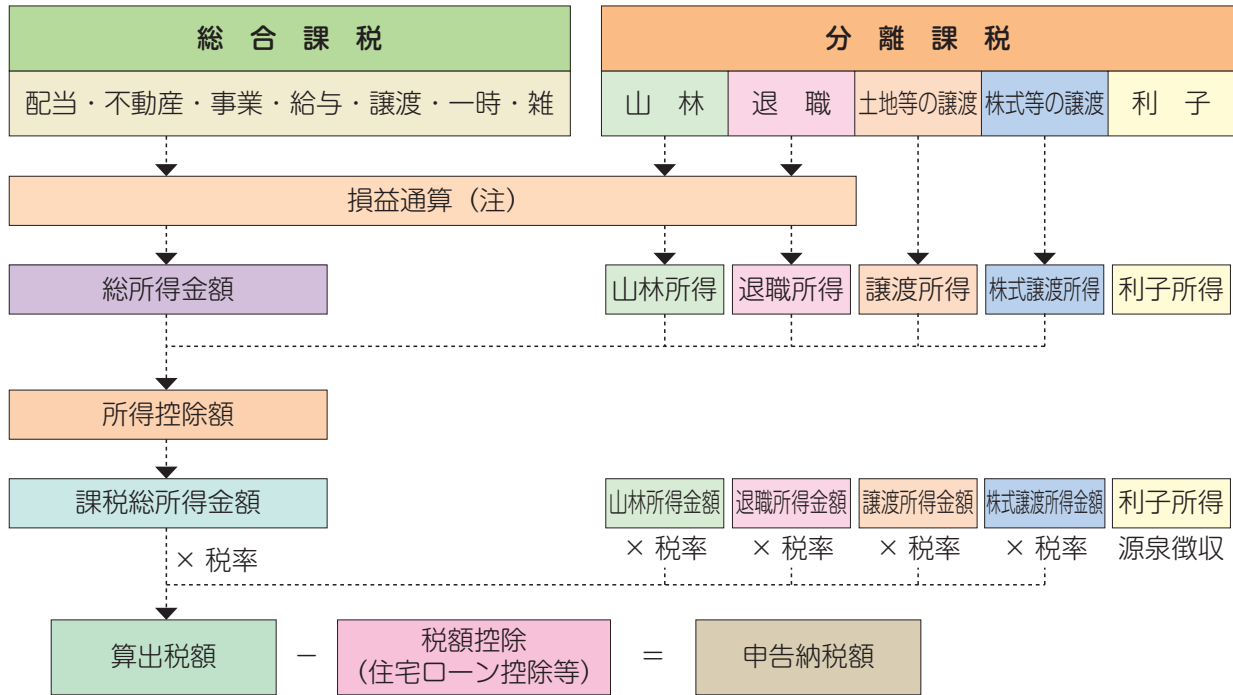 総合課税
分離課税
配当・不動産・事業・給与・譲渡・一時・雑
山林
退職
土地等の譲渡
株式等の譲渡
利子
損益通算（注）
総所得金額
山林所得
退職所得
譲渡所得
株式譲渡所得
利子所得
所得控除額
課税総所得金額
山林所得金額
退職所得金額
譲渡所得金額
株式譲渡所得金額
利子所得
× 税率
× 税率
× 税率
× 税率
× 税率
源泉徴収
算出税額
−
税額控除
(住宅ローン控除等)
=
申告納税額